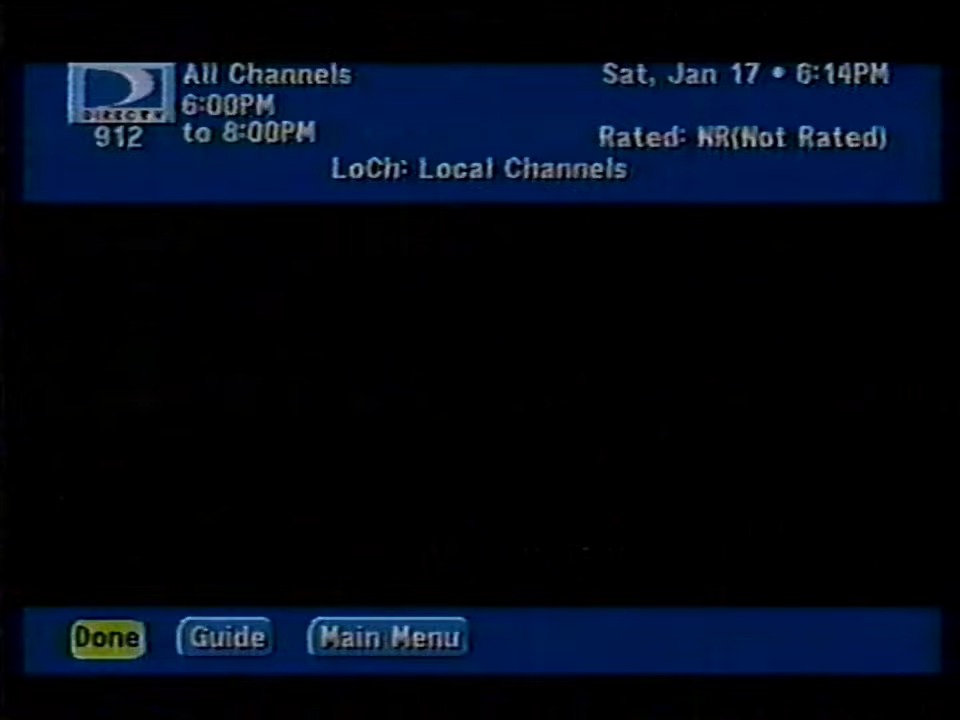 All Channels
Sat, Jan 17 • 6:14PM
6:00PM
DIRECTV
912
to 8:00PM
Rated: NR(Not Rated)
LoCh: Local Channels
Done
Guide
Main Menu